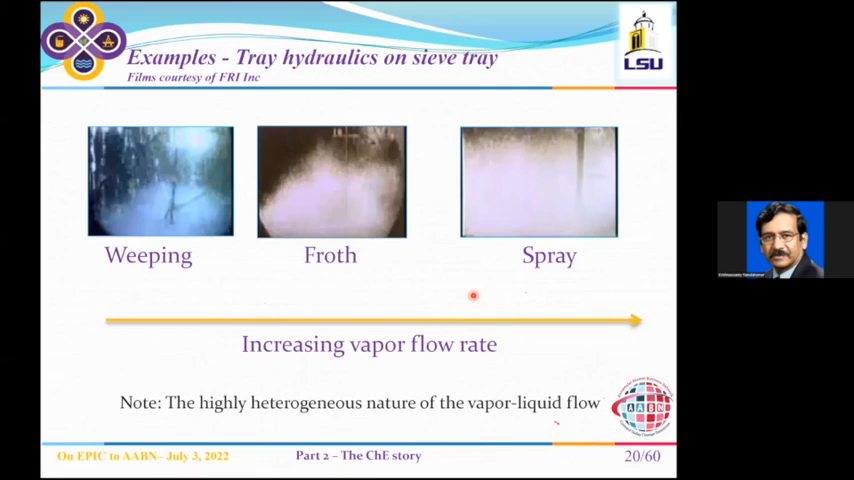 Examples - Tray hydraulics on sieve tray
Films courtesy of FRI Inc
LSU
Weeping
Froth
Spray
Increasing vapor flow rate
Note: The highly heterogeneous nature of the vapor-liquid flow
AABN
On EPIC to AABN– July 3, 2022
Part 2 – The ChE story
20/60